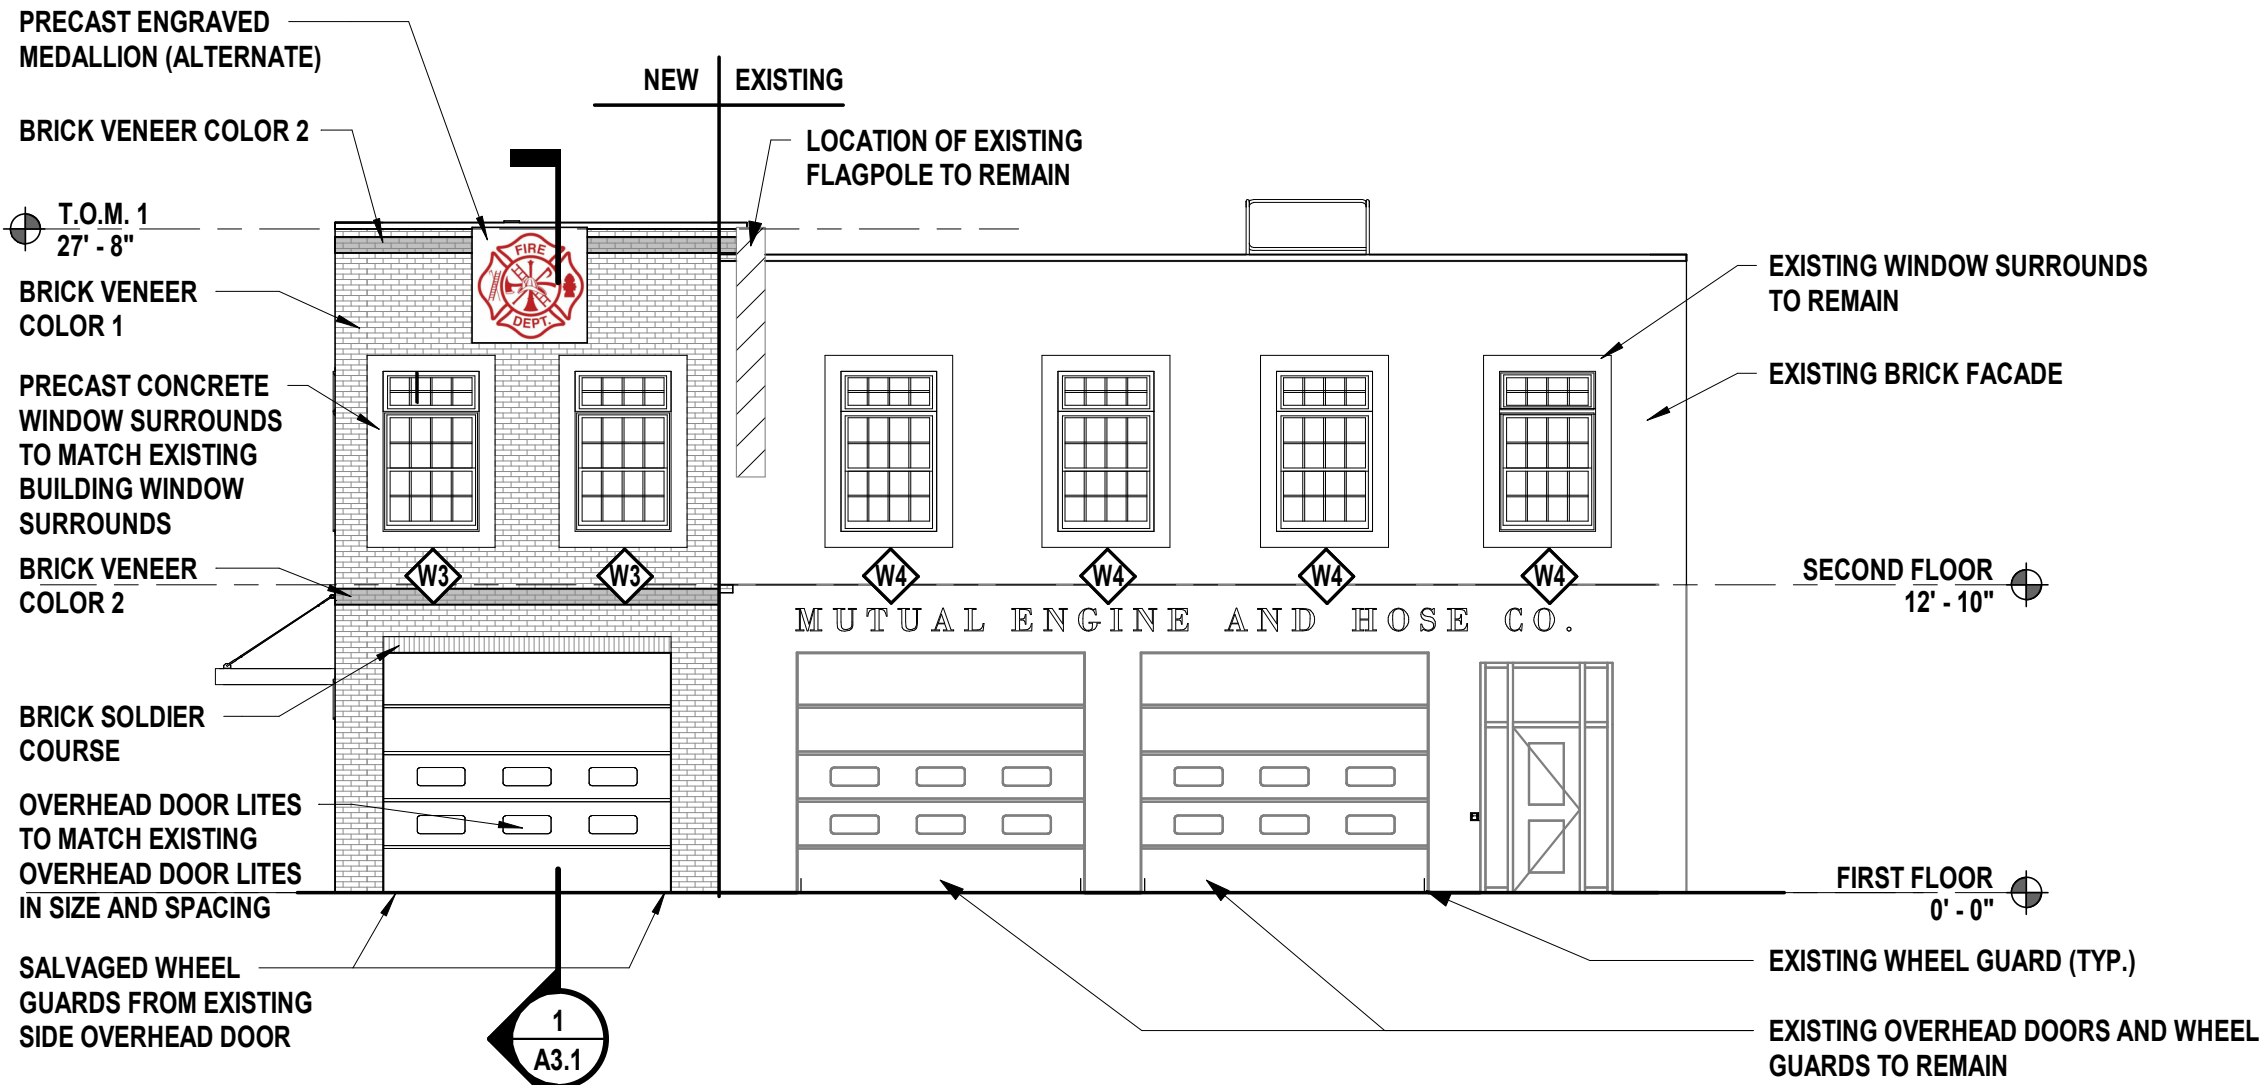 PRECAST ENGRAVED
MEDALLION (ALTERNATE)
NEW
EXISTING
BRICK VENEER COLOR 2
LOCATION OF EXISTING
FLAGPOLE TO REMAIN
T.O.M. 1
27' - 8"
FIRE
DEPT.
BRICK VENEER
COLOR 1
EXISTING WINDOW SURROUNDS
TO REMAIN
PRECAST CONCRETE
WINDOW SURROUNDS
TO MATCH EXISTING
BUILDING WINDOW
SURROUNDS
EXISTING BRICK FACADE
BRICK VENEER
COLOR 2
W3
W3
W4
W4
W4
W4
SECOND FLOOR
12' - 10"
MUTUAL ENGINE AND HOSE CO.
BRICK SOLDIER
COURSE
OVERHEAD DOOR LITES
TO MATCH EXISTING
OVERHEAD DOOR LITES
IN SIZE AND SPACING
FIRST FLOOR
0' - 0"
SALVAGED WHEEL
GUARDS FROM EXISTING
SIDE OVERHEAD DOOR
1
A3.1
EXISTING WHEEL GUARD (TYP.)
EXISTING OVERHEAD DOORS AND WHEEL
GUARDS TO REMAIN